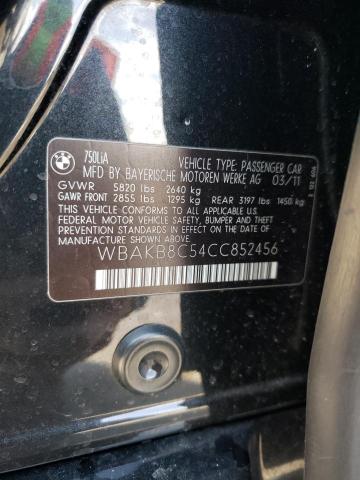 BMW
750LiA
VEHICLE TYPE: PASSENGER CAR
MFD BY BAYERISCHE MOTOREN WERKE AG 03/11
GVWR 5820 lbs 2640 kg
GAWR FRONT 2855 lbs 1295 kg REAR 3197 lbs 1450 kg
THIS VEHICLE CONFORMS TO ALL APPLICABLE U.S.
FEDERAL MOTOR VEHICLE SAFETY, BUMPER AND THEFT
PREVENTION STANDARDS IN EFFECT ON THE DATE OF
MANUFACTURE SHOWN ABOVE.
WBAKB8C54CC852456